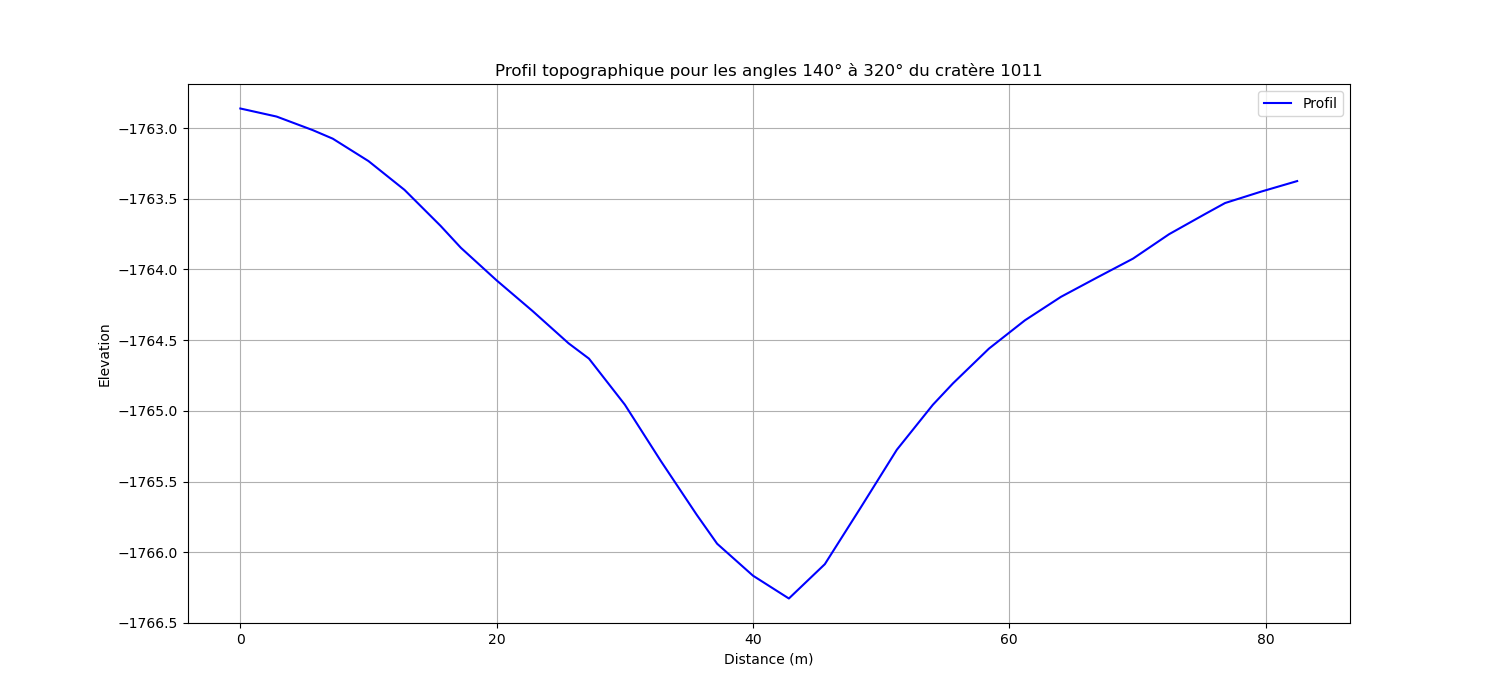 Profil topographique pour les angles 140° à 320° du cratère 1011
Profil
−1763.0
−1763.5
−1764.0
−1764.5
−1765.0
−1765.5
−1766.0
−1766.5
Elevation
0 20 40 60 80
Distance (m)